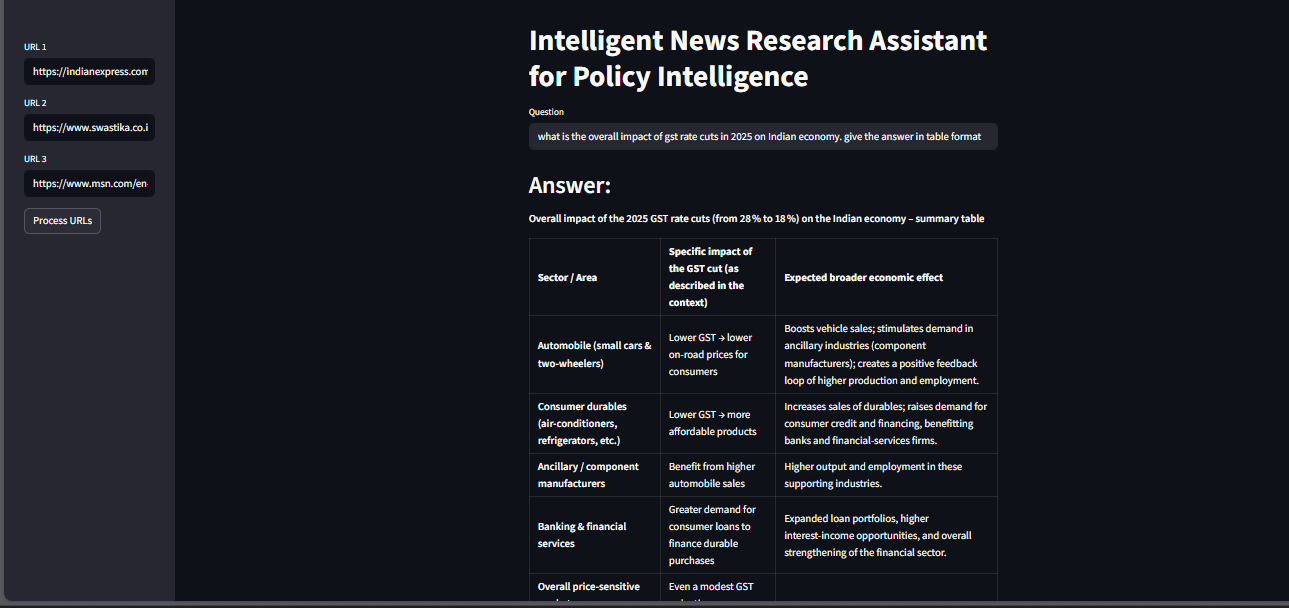 URL 1
https://indianexpress.com
URL 2
https://www.swastika.co.i
URL 3
https://www.msn.com/en-
Process URLs
Intelligent News Research Assistant
for Policy Intelligence
Question
what is the overall impact of gst rate cuts in 2025 on Indian economy. give the answer in table format
Answer:
Overall impact of the 2025 GST rate cuts (from 28 % to 18 %) on the Indian economy – summary table
Sector / Area
Specific impact of
the GST cut (as
described in the
context)
Expected broader economic effect
Automobile (small cars &
two-wheelers)
Lower GST → lower
on-road prices for
consumers
Boosts vehicle sales; stimulates demand in
ancillary industries (component
manufacturers); creates a positive feedback
loop of higher production and employment.
Consumer durables
(air-conditioners,
refrigerators, etc.)
Lower GST → more
affordable products
Increases sales of durables; raises demand for
consumer credit and financing, benefitting
banks and financial-services firms.
Ancillary / component
manufacturers
Benefit from higher
automobile sales
Higher output and employment in these
supporting industries.
Banking & financial
services
Greater demand for
consumer loans to
finance durable
purchases
Expanded loan portfolios, higher
interest-income opportunities, and overall
strengthening of the financial sector.
Overall price-sensitive
Even a modest GST